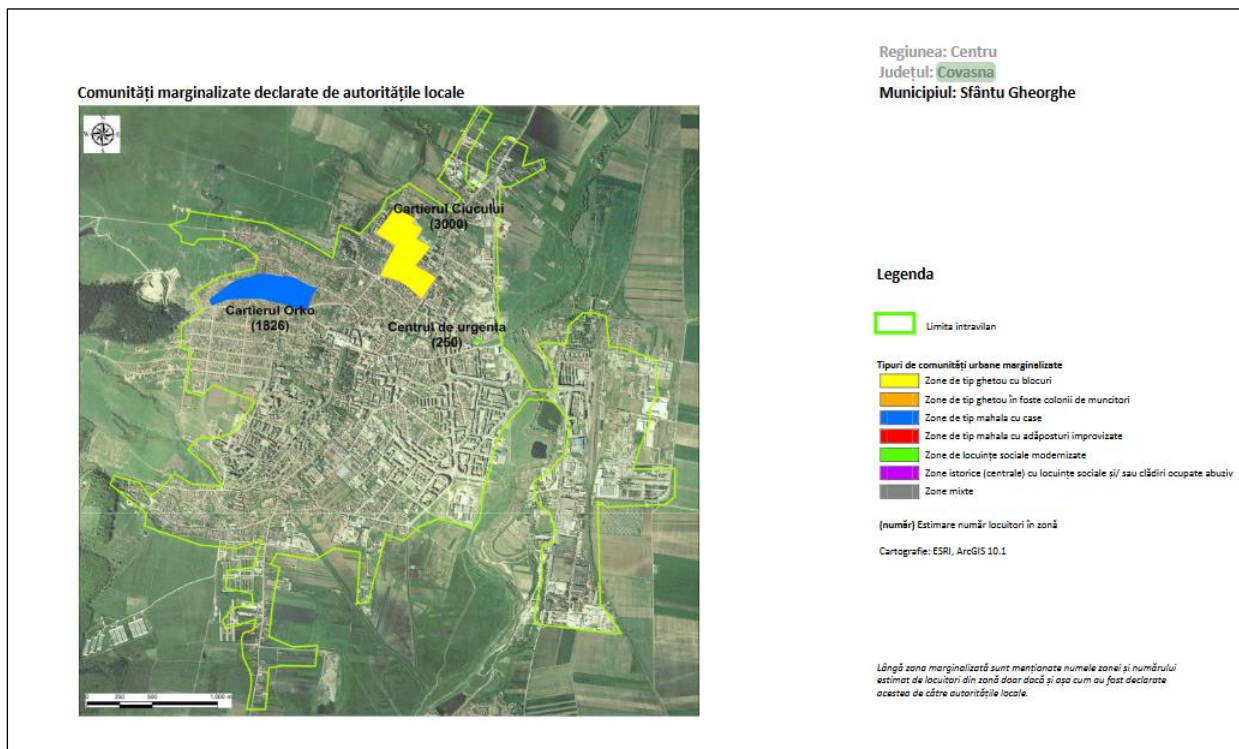 Regiunea: Centru
Județul: Covasna
Municipiul: Sfântu Gheorghe
Comunități marginalizate declarate de autoritățile locale
N
W E
S
Cartierul Ciucului
(3000)
Cartierul Orko
(1826)
Centrul de urgenta
(250)
0 250 500 1,000 m
Legenda
Limita intravilan
Tipuri de comunități urbane marginalizate
Zone de tip ghetou cu blocuri
Zone de tip ghetou în foste colonii de muncitori
Zone de tip mahala cu case
Zone de tip mahala cu adăposturi improvizate
Zone de locuințe sociale modernizate
Zone istorice (centrale) cu locuințe sociale și/ sau clădiri ocupate abuziv
Zone mixte
(număr) Estimare număr locuitori în zonă
Cartografie: ESRI, ArcGIS 10.1
Lângă zona marginalizată sunt menționate numele zonei și numărului
estimat de locuitori din zonă doar dacă și așa cum au fost declarate
acestea de către autoritățile locale.